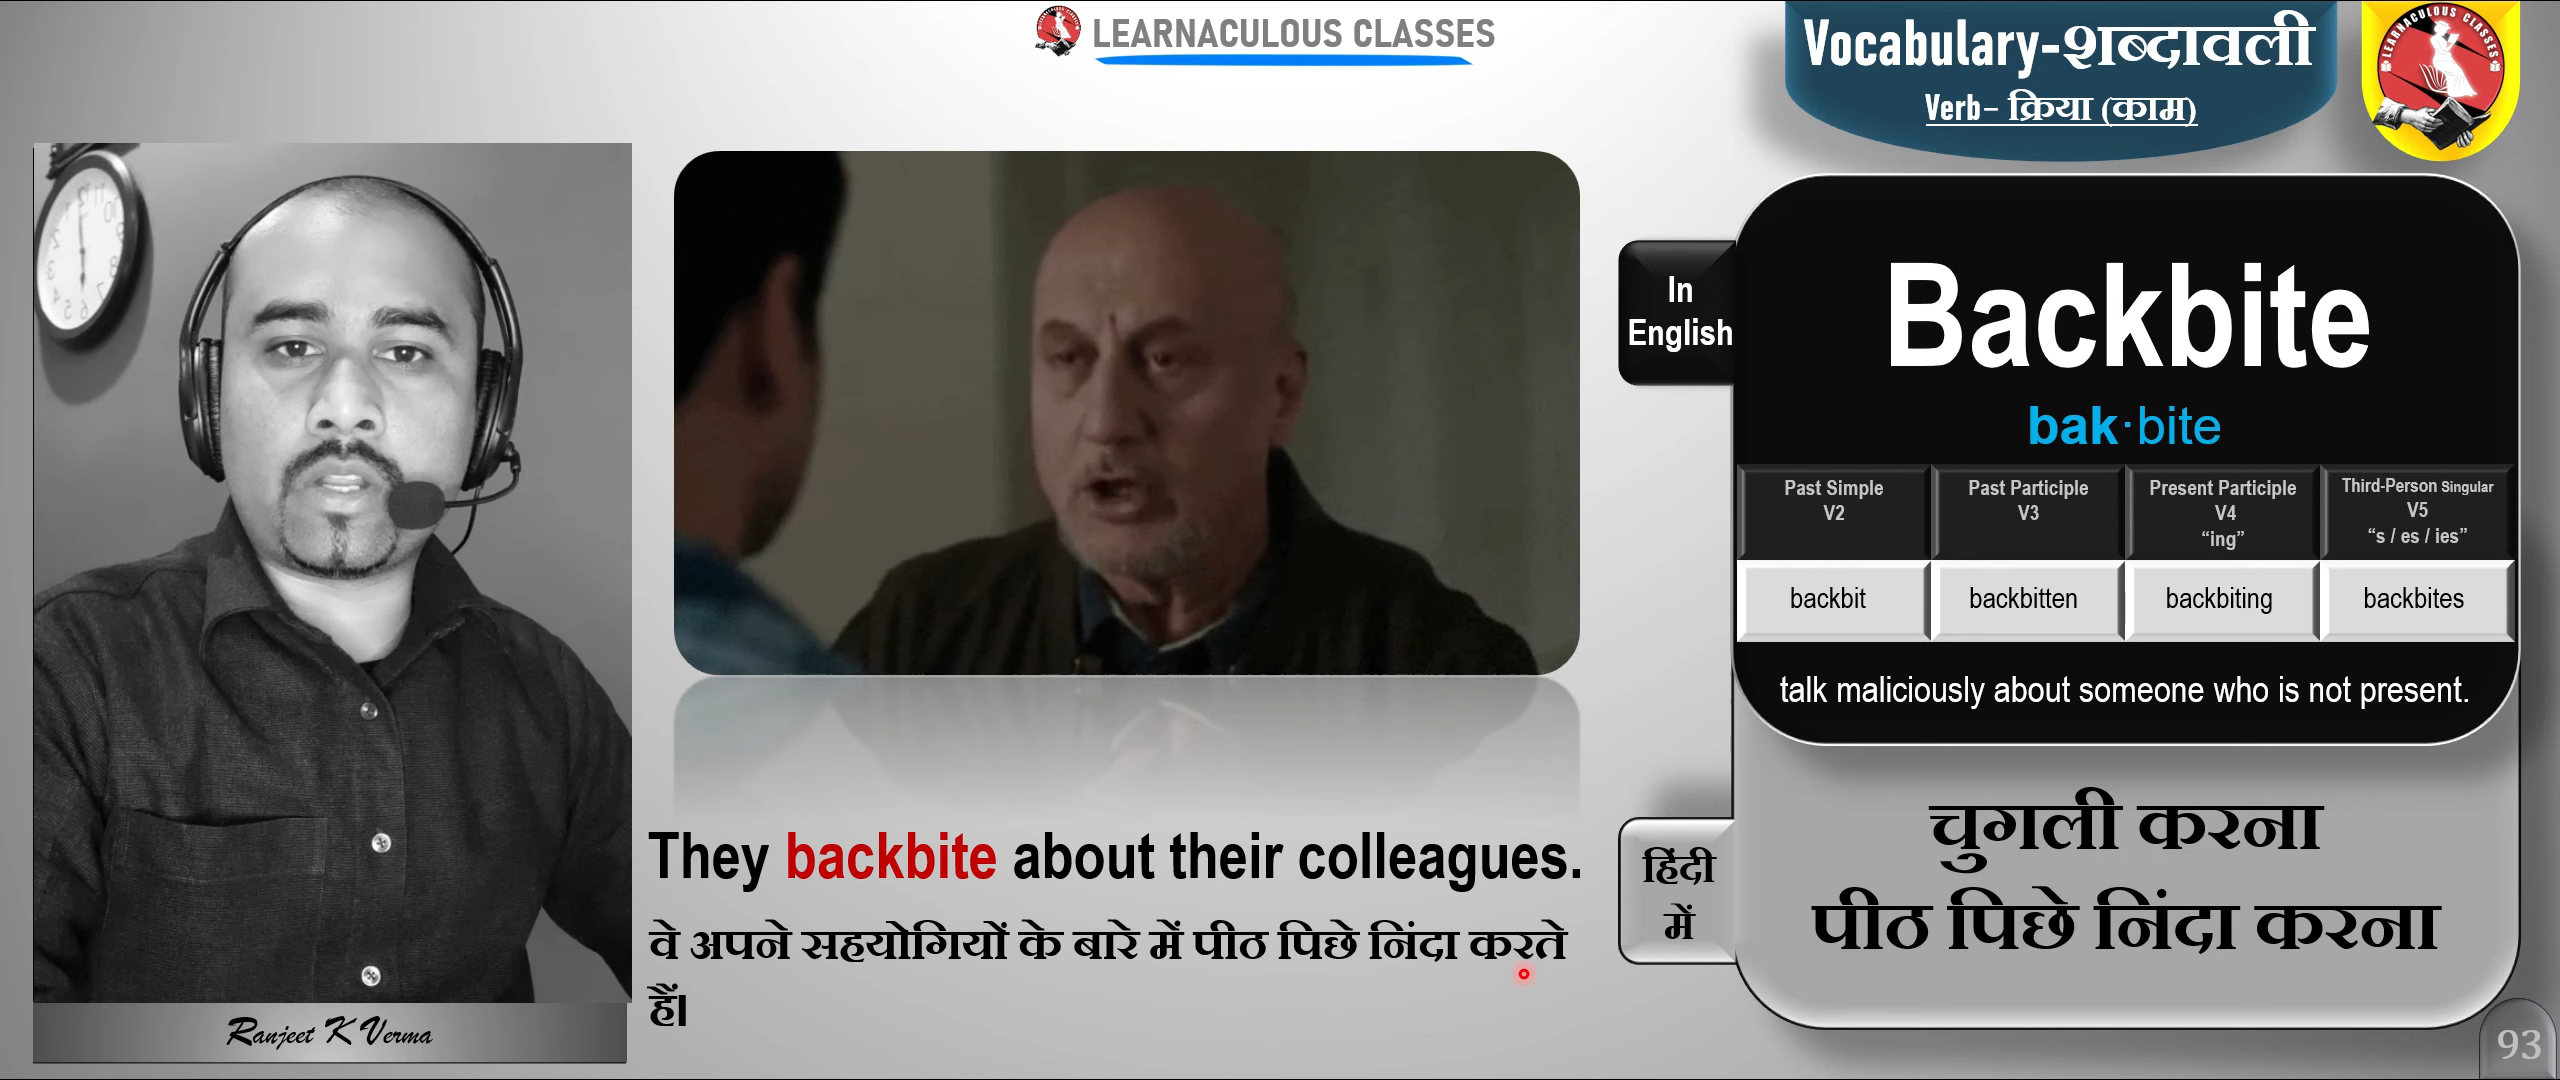 LEARNACULOUS CLASSES
Vocabulary-शब्दावली
Verb– क्रिया (काम)
LEARNACULOUS CLASSES
In
English
Backbite
bak·bite
Past Simple
V2
Past Participle
V3
Present Participle
V4
“ing”
Third-Person Singular
V5
“s / es / ies”
backbit
backbitten
backbiting
backbites
talk maliciously about someone who is not present.
हिंदी
में
चुगली करना
पीठ पिछे निंदा करना
They backbite about their colleagues.
वे अपने सहयोगियों के बारे में पीठ पिछे निंदा करते
हैं।
Ranjeet K Verma
93